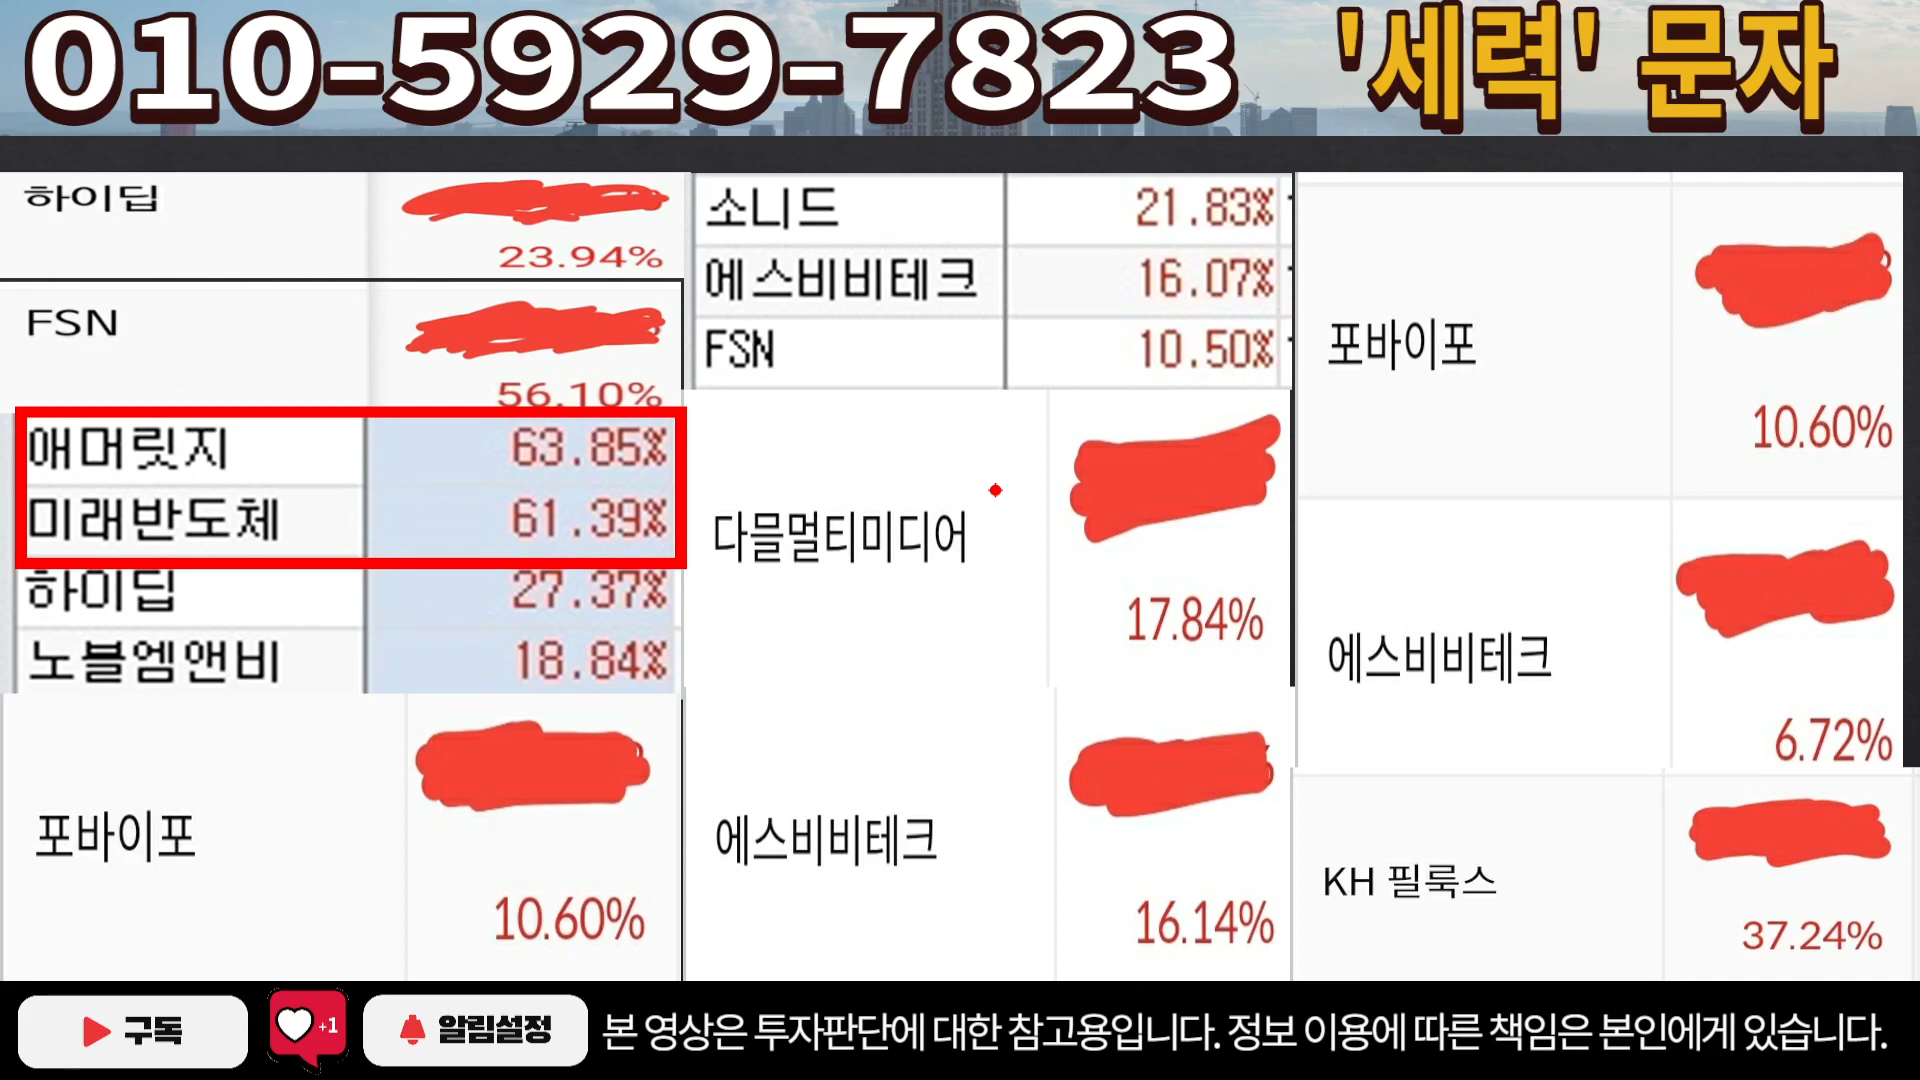 010-5929-7823 '세력' 문자
하이딥
23.94%
FSN
56.10%
애머릿지 63.85%
미래반도체 61.39%
하이딥 27.37%
노블엠앤비 18.84%
포바이포
10.60%
소니드 21.83%
에스비비테크 16.07%
FSN 10.50%
다믈멀티미디어
17.84%
에스비비테크
16.14%
포바이포
10.60%
에스비비테크
6.72%
KH 필룩스
37.24%
구독 +1 알림설정 본 영상은 투자판단에 대한 참고용입니다. 정보 이용에 따른 책임은 본인에게 있습니다.